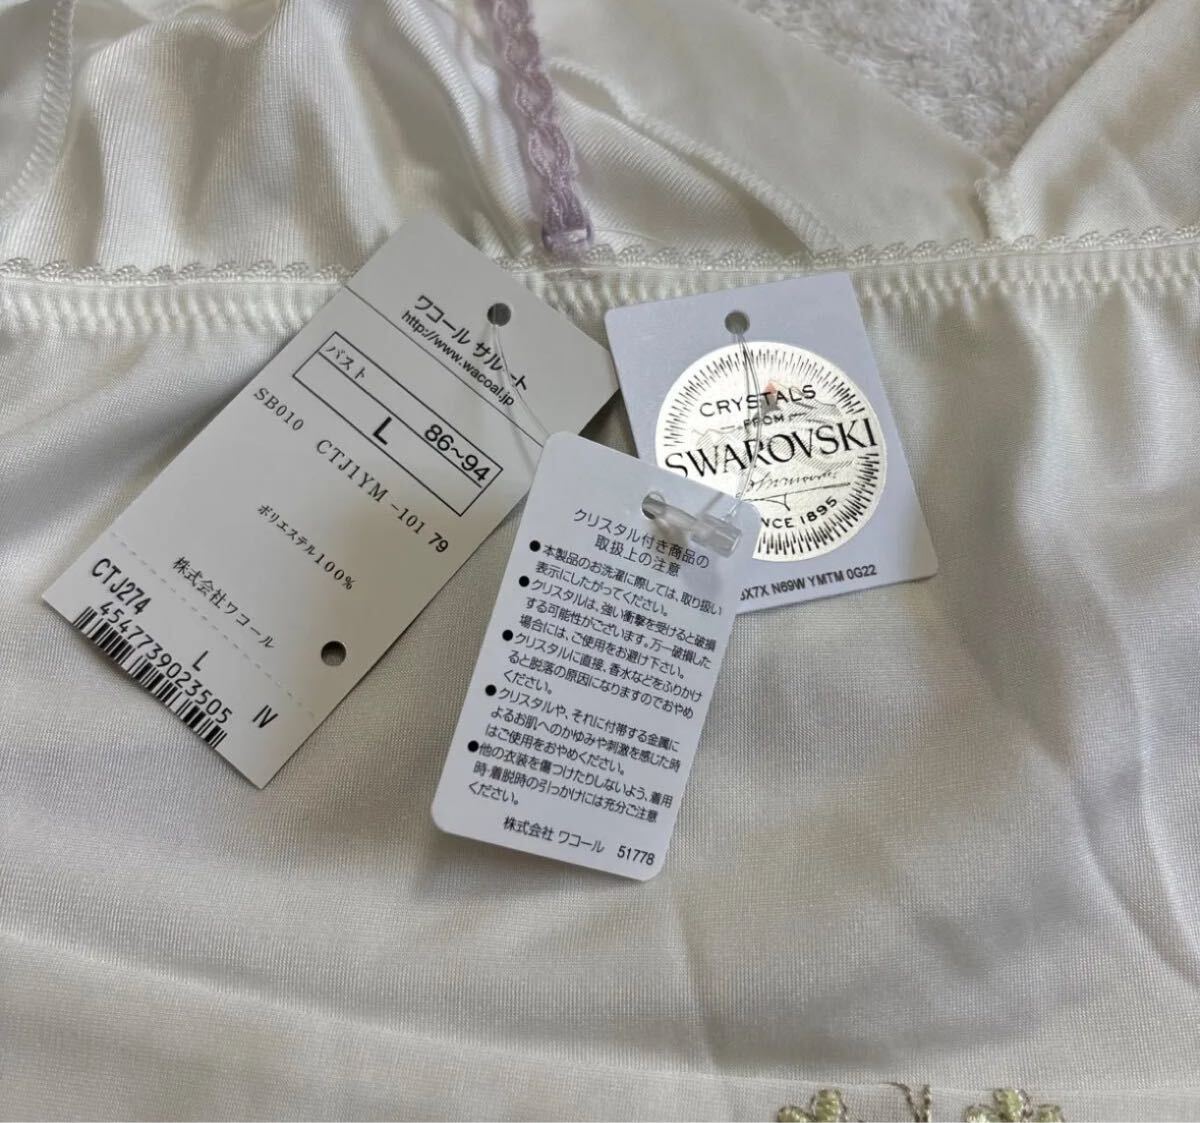 ワコール サルート
http://www.wacoal.jp
バスト
L 86~94
SB010 CTJ1YM -101 79
ポリエステル100%
株式会社ワコール
CTJ274 L IV
4547739023505
クリスタル付き商品の
取扱上の注意
●本製品のお洗濯に際しては、取り扱い
表示にしたがってください。
●クリスタルは、強い衝撃を受けると破損
する可能性がございます。万一破損した
場合には、ご使用をお避け下さい。
●クリスタルに直接、香水などをふりかけ
ると脱落の原因になりますのでおやめ
ください。
●クリスタルや、それに付帯する金属に
よるお肌へのかゆみや刺激を感じた時
はご使用をおやめください。
●他の衣装を傷つけたりしないよう、着用
時・着脱時の引っかけには充分ご注意
ください。
株式会社 ワコール 51778
CRYSTALS
FROM
SWAROVSKI
SINCE 1895
N69W YMTM 0G22